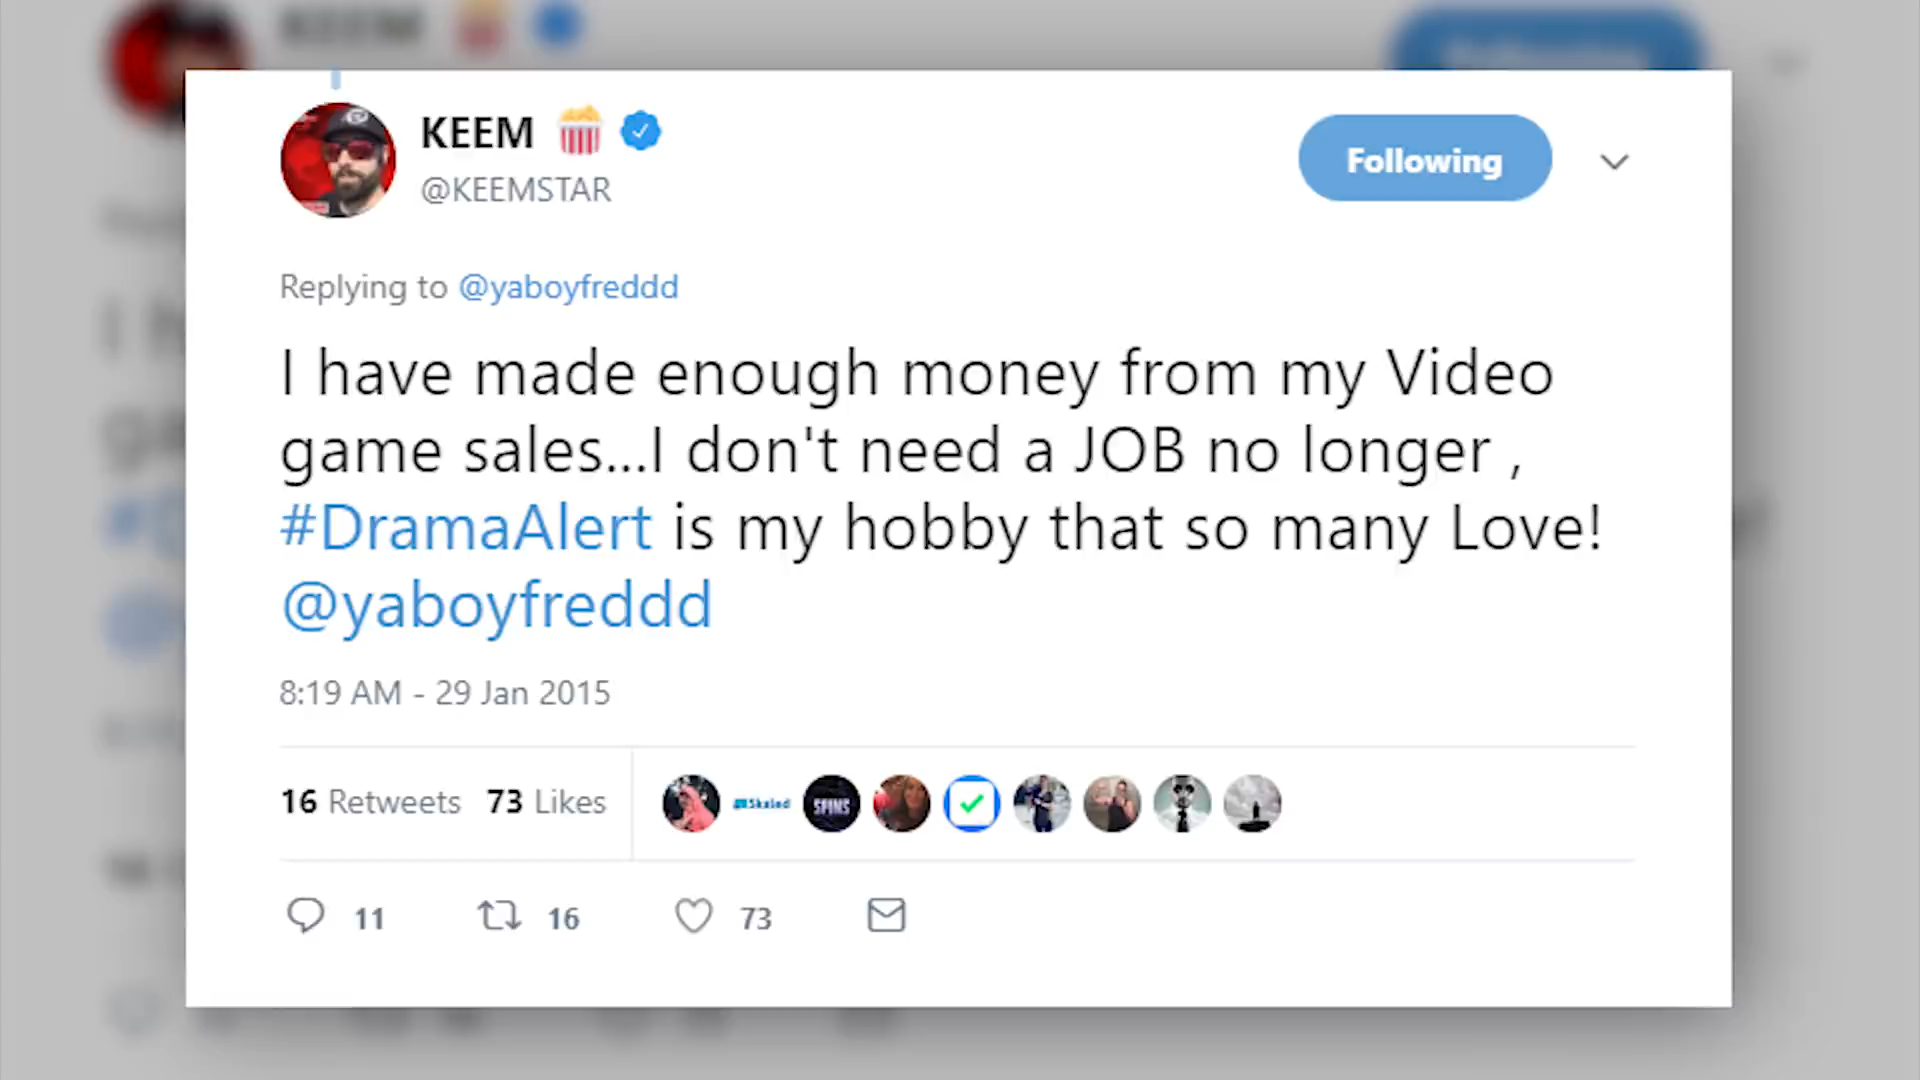 KEEM
@KEEMSTAR
Following
Replying to @yaboyfreddd
I have made enough money from my Video
game sales...I don't need a JOB no longer ,
#DramaAlert is my hobby that so many Love!
@yaboyfreddd
8:19 AM - 29 Jan 2015
16 Retweets 73 Likes
Skaled
SPINS
11 16 73